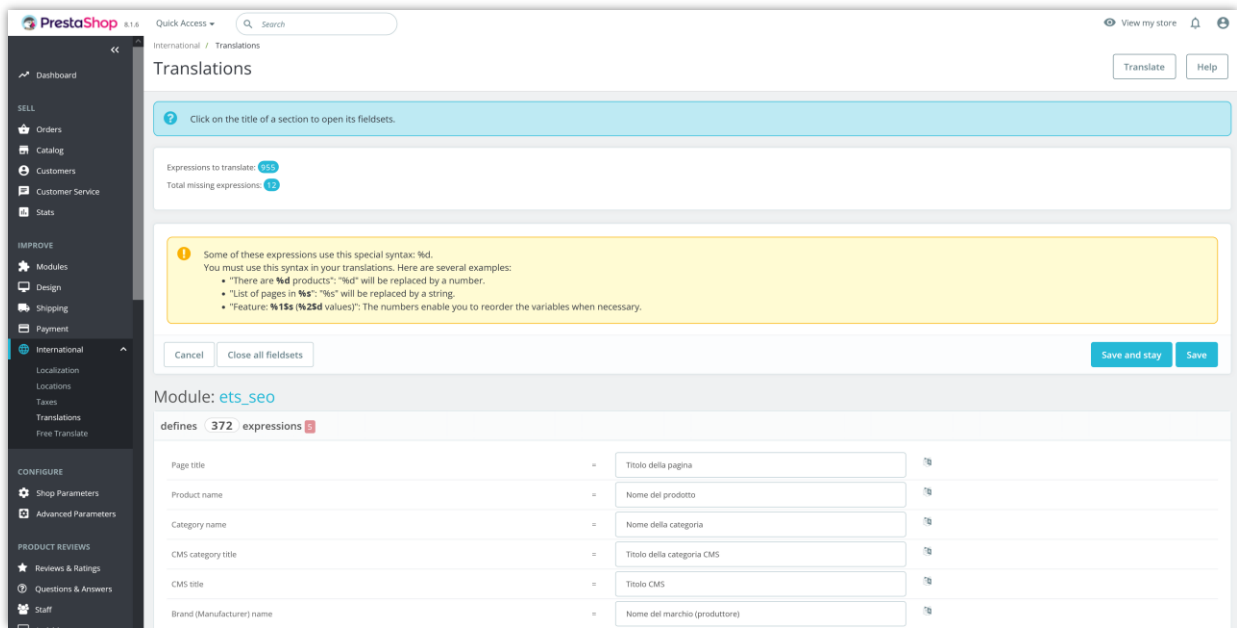 PrestaShop 8.1.6 Quick Access Search View my store
International / Translations
Translations
Translate Help
Dashboard
SELL
Orders
Catalog
Customers
Customer Service
Stats
IMPROVE
Modules
Design
Shipping
Payment
International
Localization
Locations
Taxes
Translations
Free Translate
CONFIGURE
Shop Parameters
Advanced Parameters
PRODUCT REVIEWS
Reviews & Ratings
Questions & Answers
Staff
Click on the title of a section to open its fieldsets.
Expressions to translate: 955
Total missing expressions: 12
Some of these expressions use this special syntax: %d.
You must use this syntax in your translations. Here are several examples:
• "There are %d products": "%d" will be replaced by a number.
• "List of pages in %s": "%s" will be replaced by a string.
• "Feature: %1$s (%2$d values)": The numbers enable you to reorder the variables when necessary.
Cancel Close all fieldsets Save and stay Save
Module: ets_seo
defines 372 expressions 5
Page title = Titolo della pagina
Product name = Nome del prodotto
Category name = Nome della categoria
CMS category title = Titolo della categoria CMS
CMS title = Titolo CMS
Brand (Manufacturer) name = Nome del marchio (produttore)